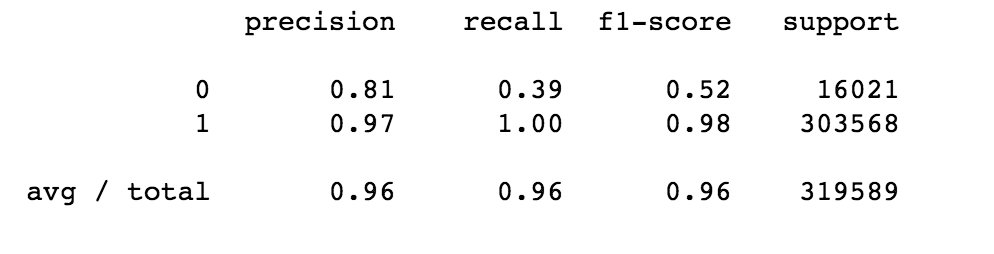 precision recall f1-score support
0 0.81 0.39 0.52 16021
1 0.97 1.00 0.98 303568
avg / total 0.96 0.96 0.96 319589